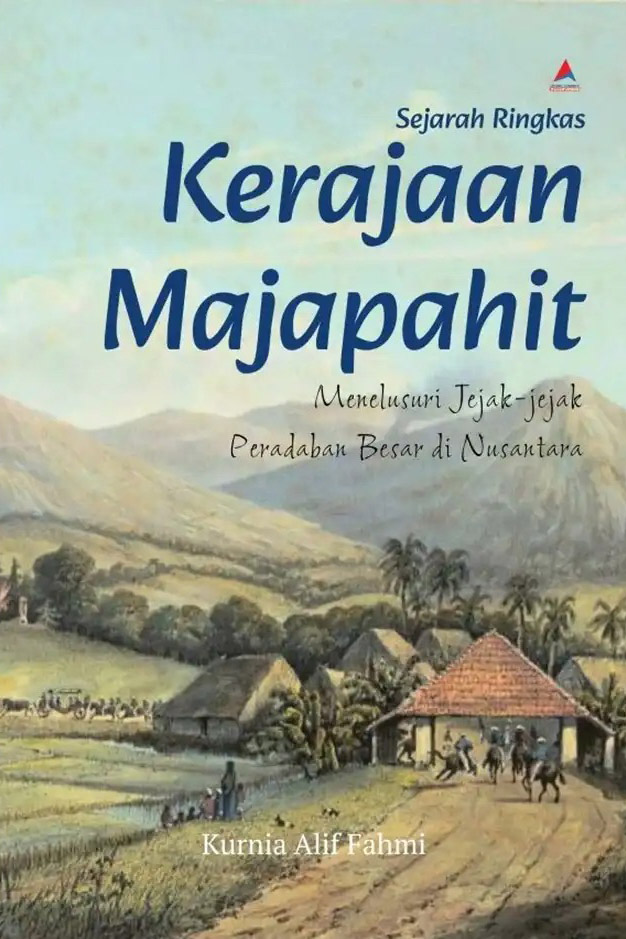 Sejarah Ringkas
Kerajaan
Majapahit
Menelusuri Jejak-jejak
Peradaban Besar di Nusantara
Kurnia Alif Fahmi